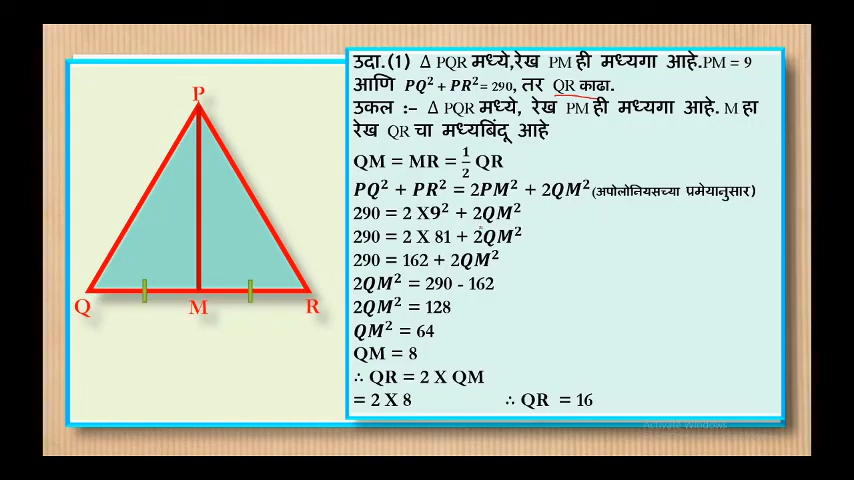 P
Q
M
R
उदा.(1) Δ PQR मध्ये,रेख PM ही मध्यगा आहे.PM = 9
आणि PQ² + PR² = 290, तर QR काढा.
उकल :– Δ PQR मध्ये, रेख PM ही मध्यगा आहे. M हा
रेख QR चा मध्यबिंदू आहे
QM = MR = 1/2 QR
PQ² + PR² = 2PM² + 2QM² (अपोलोनियसच्या प्रमेयानुसार)
290 = 2 X9² + 2QM²
290 = 2 X 81 + 2QM²
290 = 162 + 2QM²
2QM² = 290 - 162
2QM² = 128
QM² = 64
QM = 8
∴ QR = 2 X QM
= 2 X 8 ∴ QR = 16
Activate Windows